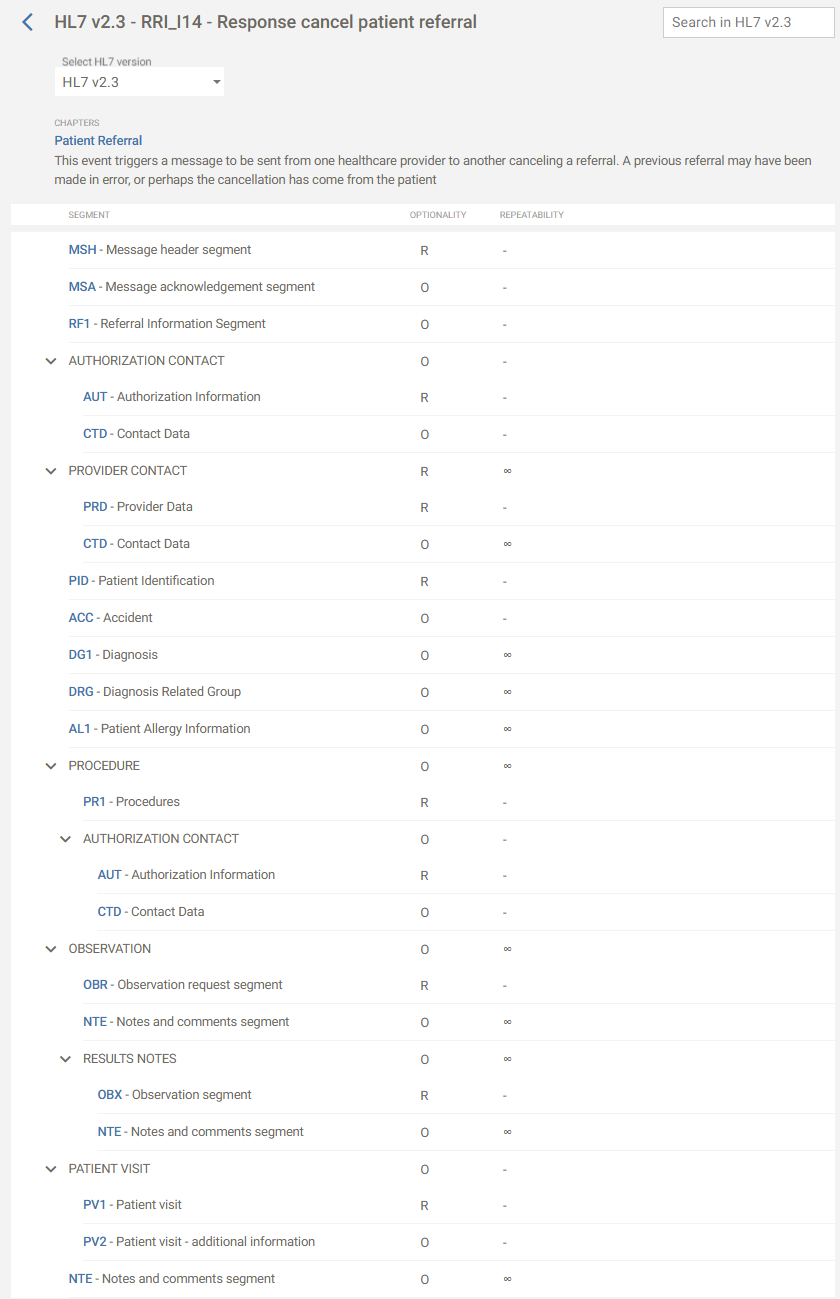 HL7 v2.3 - RRI_I14 - Response cancel patient referral
Search in HL7 v2.3
Select HL7 version
HL7 v2.3
CHAPTERS
Patient Referral
This event triggers a message to be sent from one healthcare provider to another canceling a referral. A previous referral may have been
made in error, or perhaps the cancellation has come from the patient
SEGMENT OPTIONALITY REPEATABILITY
MSH - Message header segment R -
MSA - Message acknowledgement segment O -
RF1 - Referral Information Segment O -
AUTHORIZATION CONTACT O -
AUT - Authorization Information R -
CTD - Contact Data O -
PROVIDER CONTACT R ∞
PRD - Provider Data R -
CTD - Contact Data O ∞
PID - Patient Identification R -
ACC - Accident O -
DG1 - Diagnosis O ∞
DRG - Diagnosis Related Group O ∞
AL1 - Patient Allergy Information O ∞
PROCEDURE O ∞
PR1 - Procedures R -
AUTHORIZATION CONTACT O -
AUT - Authorization Information R -
CTD - Contact Data O -
OBSERVATION O ∞
OBR - Observation request segment R -
NTE - Notes and comments segment O ∞
RESULTS NOTES O ∞
OBX - Observation segment R -
NTE - Notes and comments segment O ∞
PATIENT VISIT O -
PV1 - Patient visit R -
PV2 - Patient visit - additional information O -
NTE - Notes and comments segment O ∞